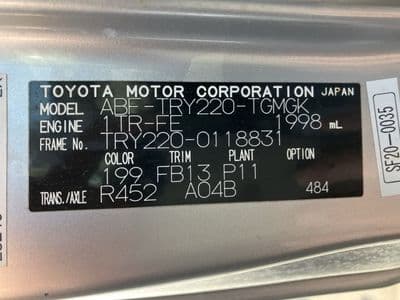 TOYOTA MOTOR CORPORATION JAPAN
MODEL ABF-TRY220-TGMGK
ENGINE 1TR-FE 1998 mL
FRAME No. TRY220-0118831
COLOR TRIM PLANT OPTION
199 FB13 P11
TRANS./AXLE R452 A04B 484
SF20-0035